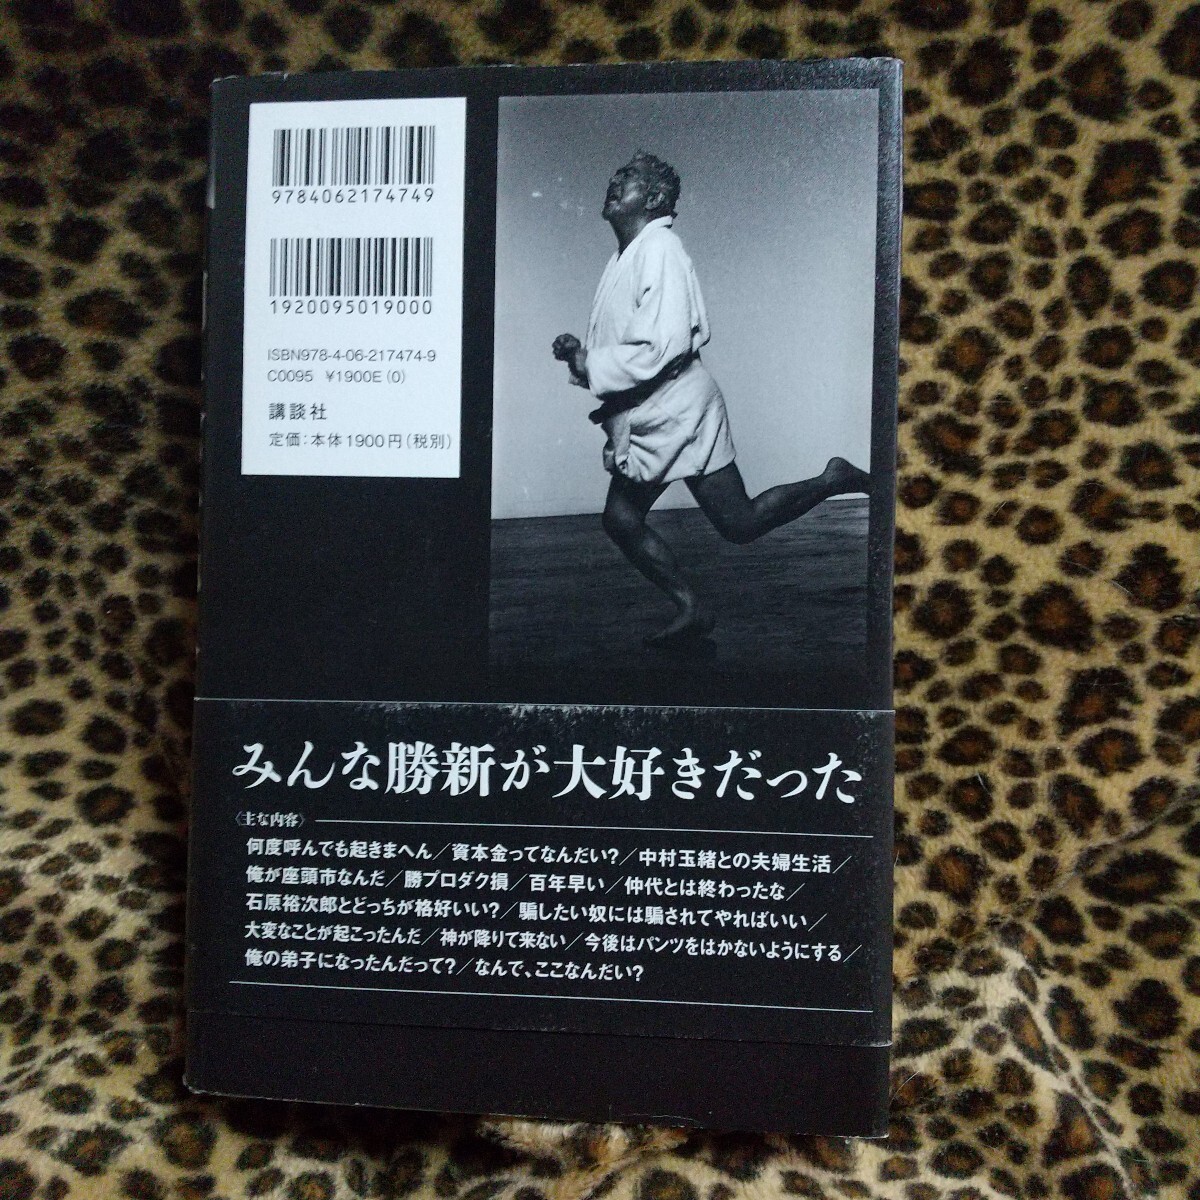 9784062174749
1920095019000
ISBN978-4-06-217474-9
C0095 ¥1900E (0)
講談社
定価:本体1900円(税別)
みんな勝新が大好きだった
〈主な内容〉
何度呼んでも起きまへん/資本金ってなんだい?/中村玉緒との夫婦生活/
俺が座頭市なんだ/勝プロダク損/百年早い/仲代とは終わったな/
石原裕次郎とどっちが格好いい?/騙したい奴には騙されてやればいい/
大変なことが起こったんだ/神が降りて来ない/今後はパンツをはかないようにする/
俺の弟子になったんだって?/なんで、ここなんだい?